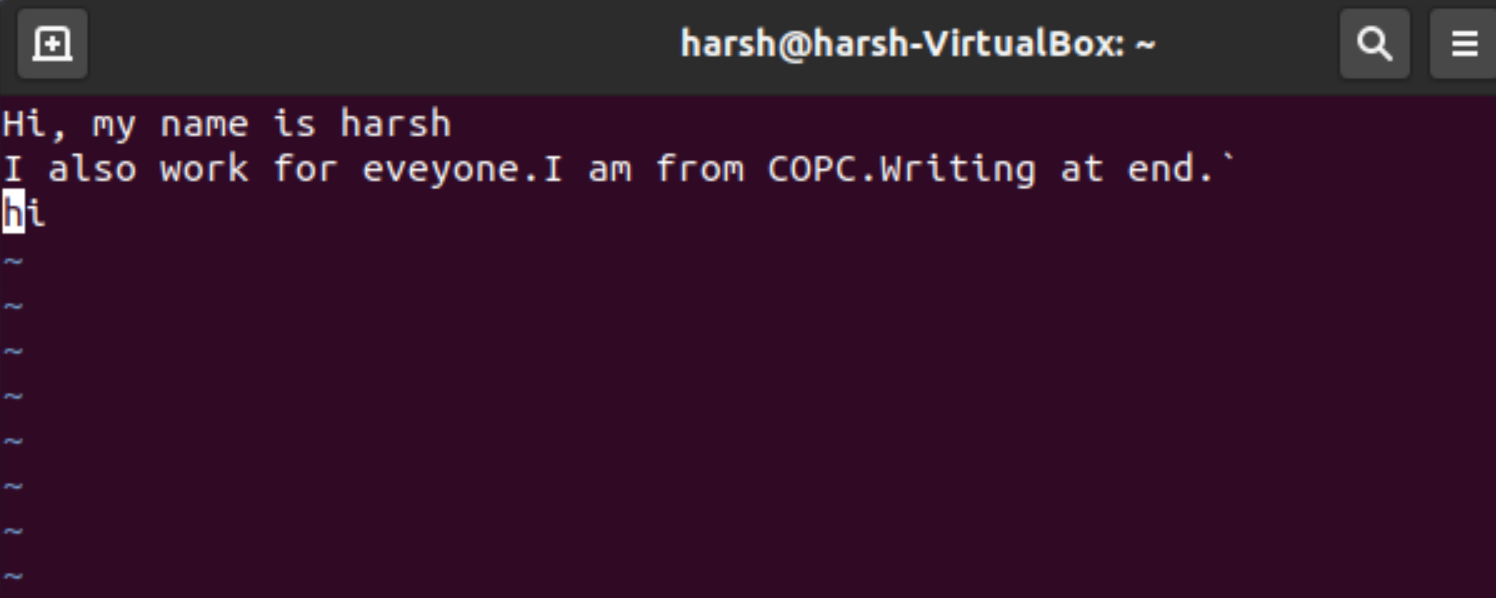 harsh@harsh-VirtualBox: ~
Hi, my name is harsh
I also work for eveyone.I am from COPC.Writing at end.`
hi
~
~
~
~
~
~
~
~